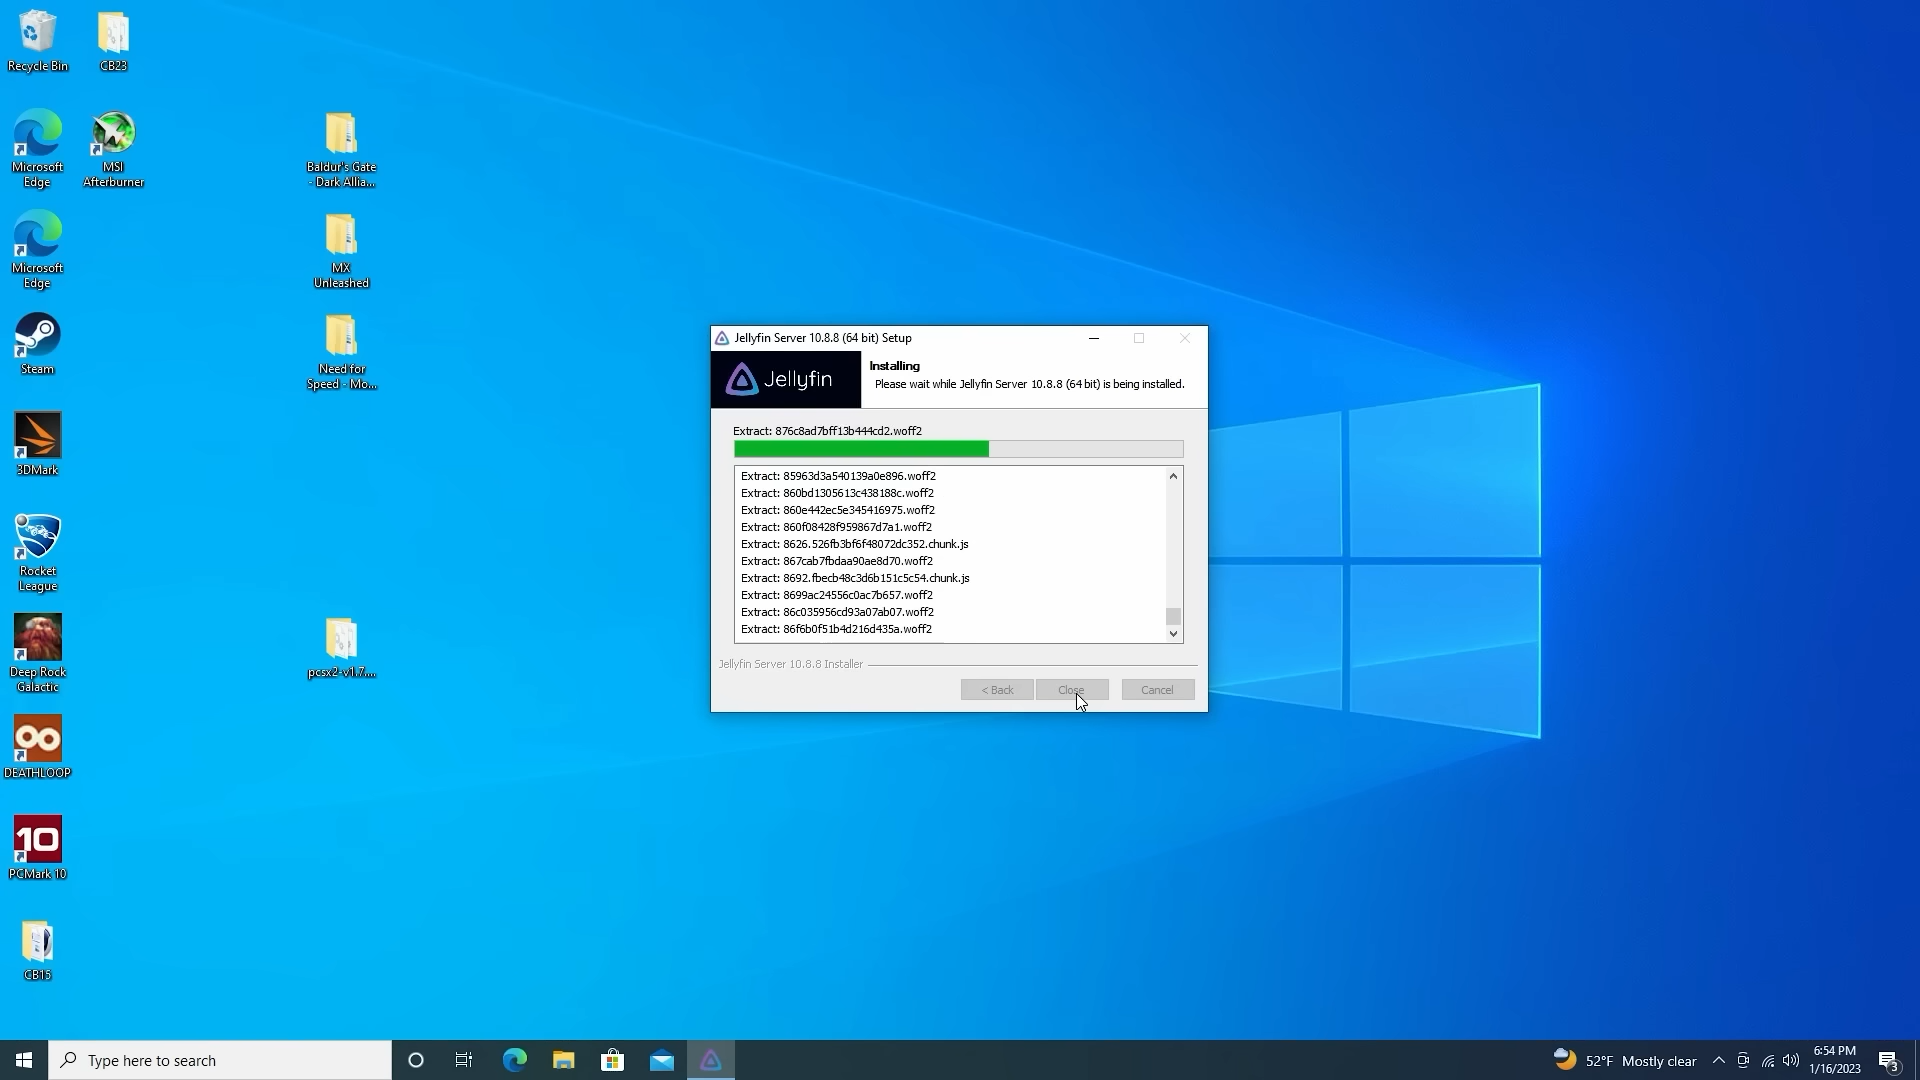 Recycle Bin
CB23
Microsoft
Edge
MSI
Afterburner
Baldur's Gate
- Dark Allia...
Microsoft
Edge
MX
Unleashed
Steam
Need for
Speed - Mo...
3DMark
Rocket
League
Deep Rock
Galactic
pcsx2-v1.7....
DEATHLOOP
10
PCMark 10
CB15
Jellyfin Server 10.8.8 (64 bit) Setup
Jellyfin
Installing
Please wait while Jellyfin Server 10.8.8 (64 bit) is being installed.
Extract: 876c8ad7bff13b444cd2.woff2
Extract: 85963d3a540139a0e896.woff2
Extract: 860bd1305613c438188c.woff2
Extract: 860e442ec5e345416975.woff2
Extract: 860f08428f959867d7a1.woff2
Extract: 8626.526fb3bf6f48072dc352.chunk.js
Extract: 867cab7fbdaa90ae8d70.woff2
Extract: 8692.fbecb48c3d6b151c5c54.chunk.js
Extract: 8699ac24556c0ac7b657.woff2
Extract: 86c035956cd93a07ab07.woff2
Extract: 86f6b0f51b4d216d435a.woff2
Jellyfin Server 10.8.8 Installer
< Back
Close
Cancel
Type here to search
52°F Mostly clear
6:54 PM
1/16/2023
3